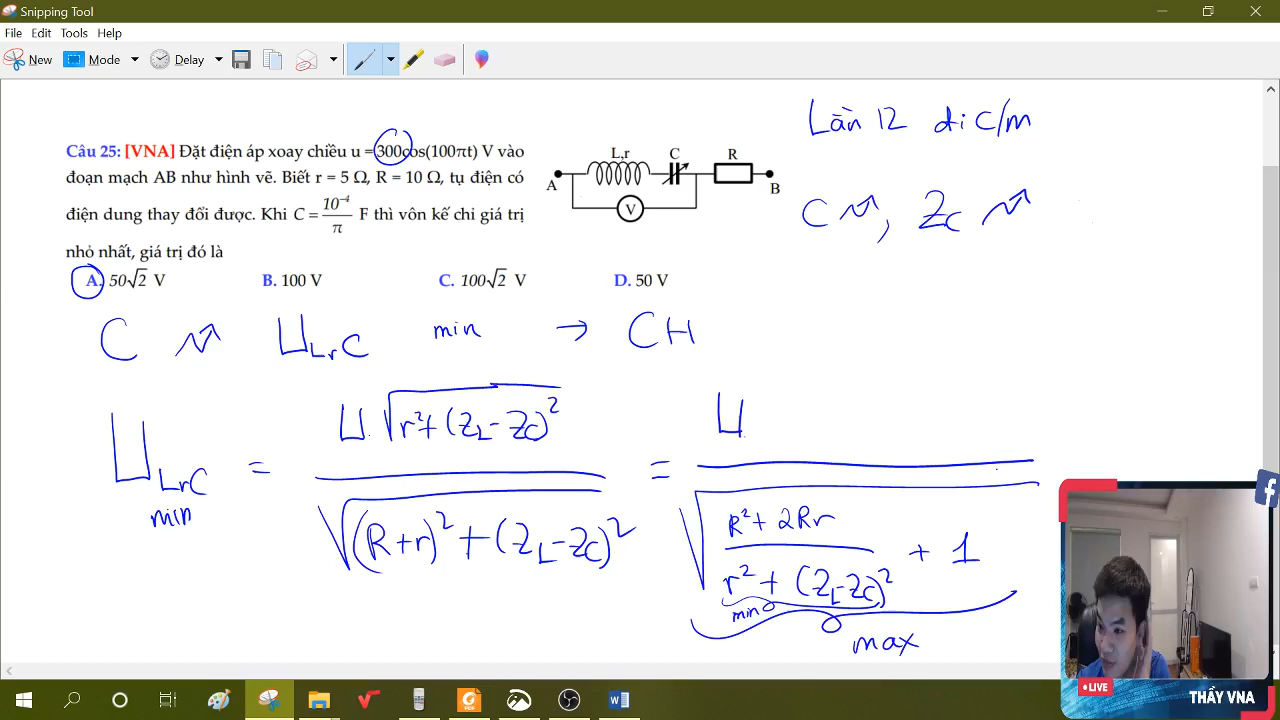 Snipping Tool
File Edit Tools Help
New Mode Delay
Câu 25: [VNA] Đặt điện áp xoay chiều u = 300cos(100πt) V vào
đoạn mạch AB như hình vẽ. Biết r = 5 Ω, R = 10 Ω, tụ điện có
điện dung thay đổi được. Khi C = 10⁻⁴/π F thì vôn kế chỉ giá trị
nhỏ nhất, giá trị đó là
A. 50√2 V B. 100 V C. 100√2 V D. 50 V
L,r C R
A B
V
Lần 12 đi C/m
C , Z_C
C U_LrC min → CH
U_LrC min = U.√(r² + (Z_L - Z_C)²) / √((R+r)² + (Z_L - Z_C)²) = U / √((R² + 2Rr) / (r² + (Z_L - Z_C)²) + 1)
min
max
LIVE
THẦY VNA